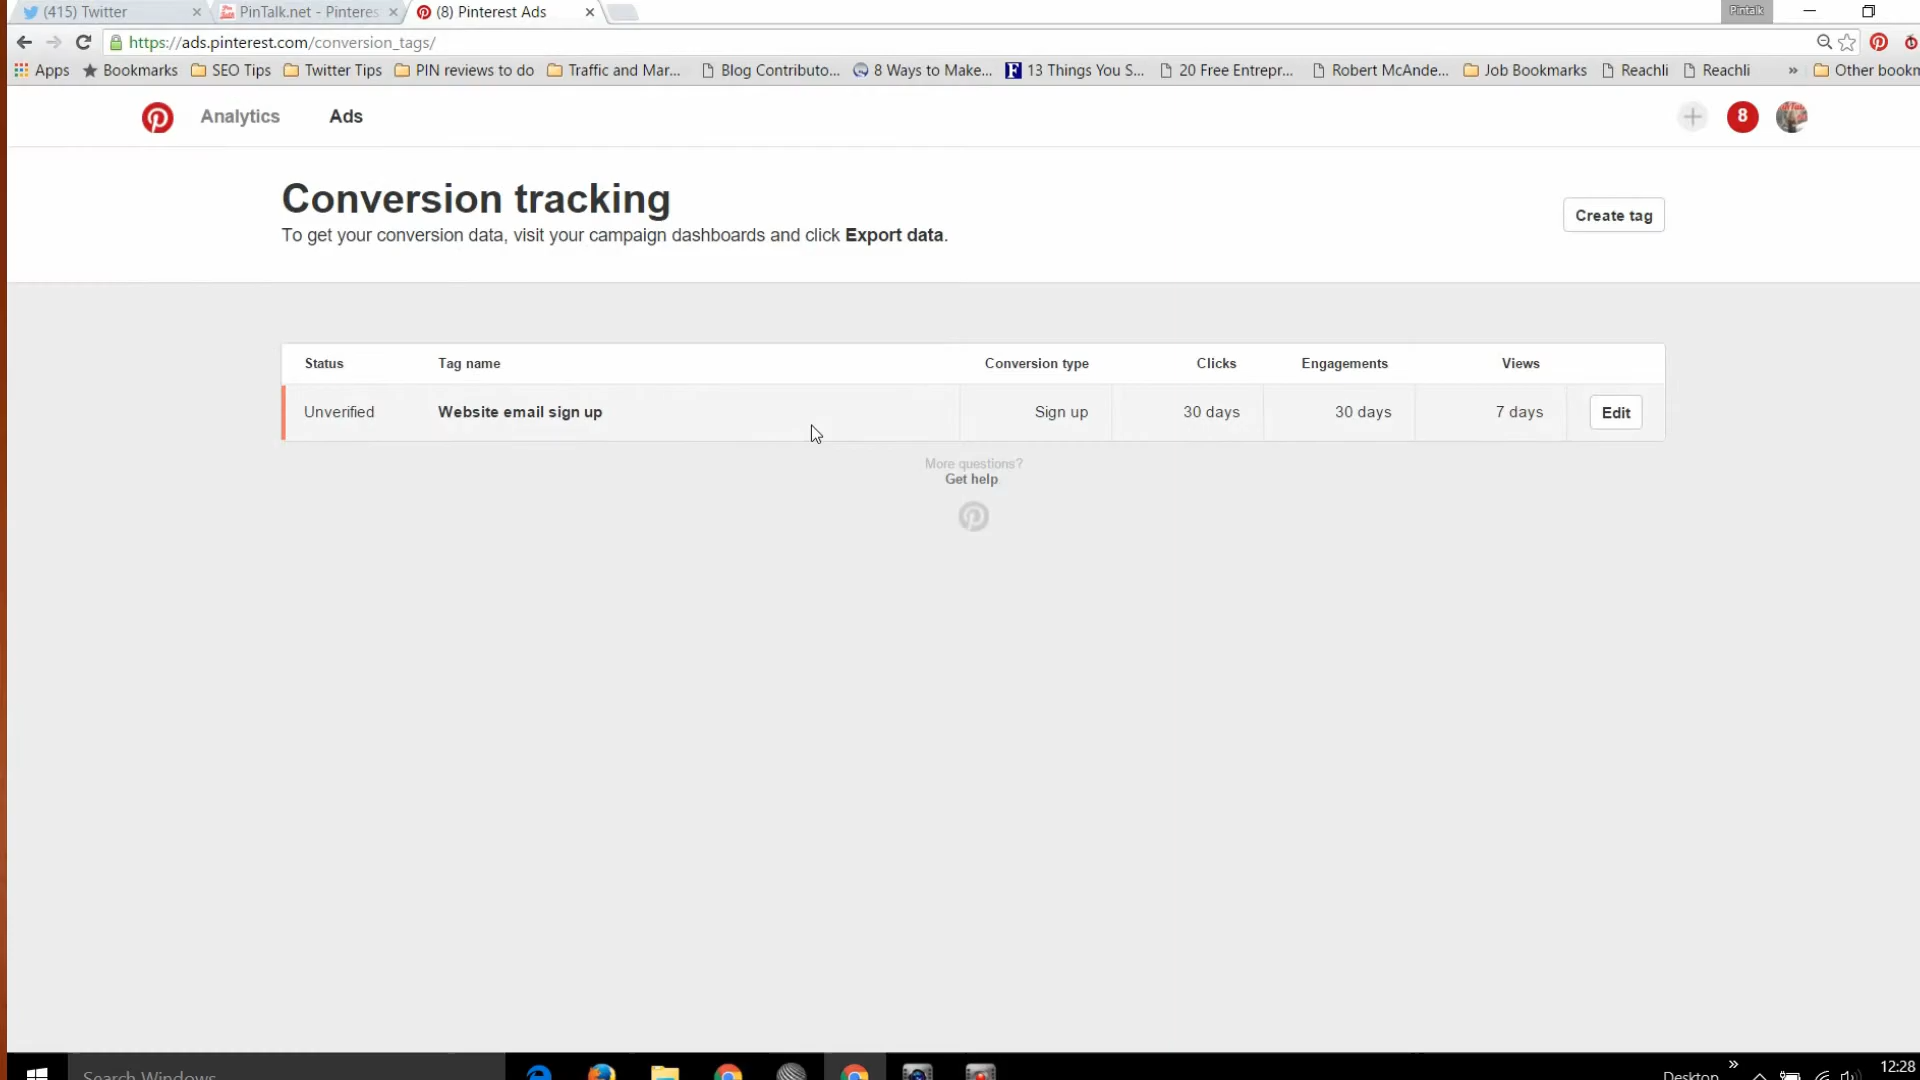 (415) Twitter
PinTalk.net - Pinteres
(8) Pinterest Ads
Pintalk
https://ads.pinterest.com/conversion_tags/
Apps
Bookmarks
SEO Tips
Twitter Tips
PIN reviews to do
Traffic and Mar...
Blog Contributo...
8 Ways to Make...
13 Things You S...
20 Free Entrepr...
Robert McAnde...
Job Bookmarks
Reachli
Reachli
»
Other bookm
Analytics
Ads
8
Conversion tracking
To get your conversion data, visit your campaign dashboards and click Export data.
Create tag
Status Tag name Conversion type Clicks Engagements Views
Unverified Website email sign up Sign up 30 days 30 days 7 days Edit
More questions?
Get help
Search Windows
Desktop
»
12:28